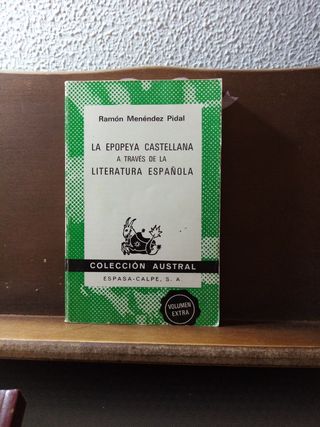 Ramón Menéndez Pidal
LA EPOPEYA CASTELLANA
A TRAVÉS DE LA
LITERATURA ESPAÑOLA
COLECCIÓN AUSTRAL
ESPASA-CALPE, S. A.
VOLUMEN
EXTRA